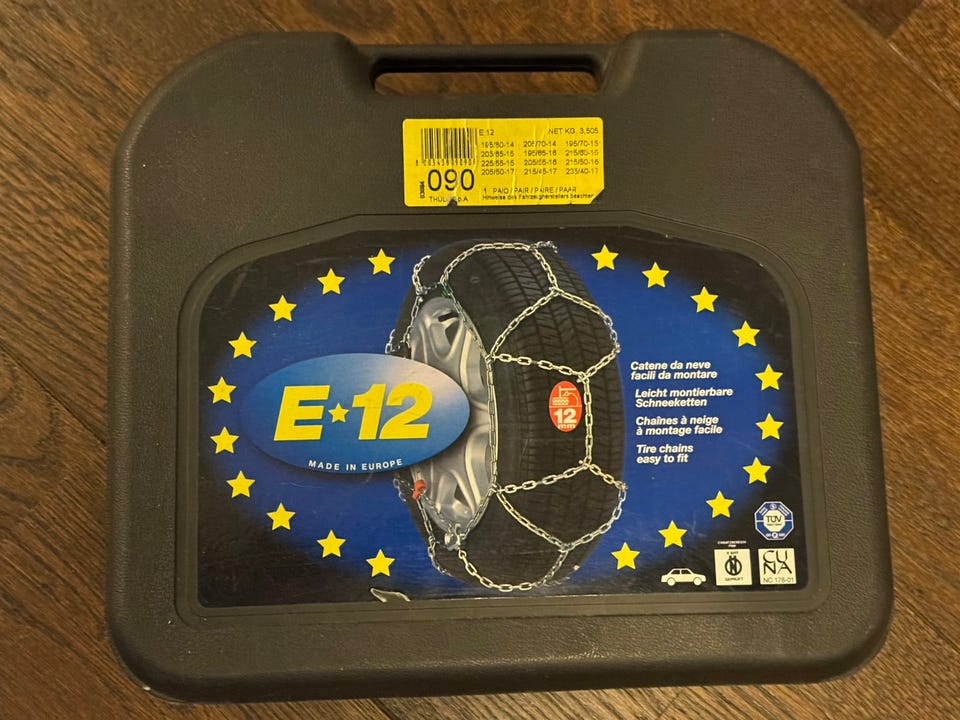 E 12 NET KG. 3,505
195/80-14 205/70-14 195/70-15
205/65-15 195/65-16 215/60-15
225/55-15 205/55-16 215/50-16
205/50-17 215/45-17 235/40-17
090
1 PAIO / PAIR / PAIRE / PAAR
Hinweise des Fahrzeugherstellers beachten
E★12
MADE IN EUROPE
12
mm
Catene da neve
facili da montare
Leicht montierbare
Schneeketten
Chaînes à neige
à montage facile
Tire chains
easy to fit
TÜV
GEPRÜFT
CU
NA
NC 178-01